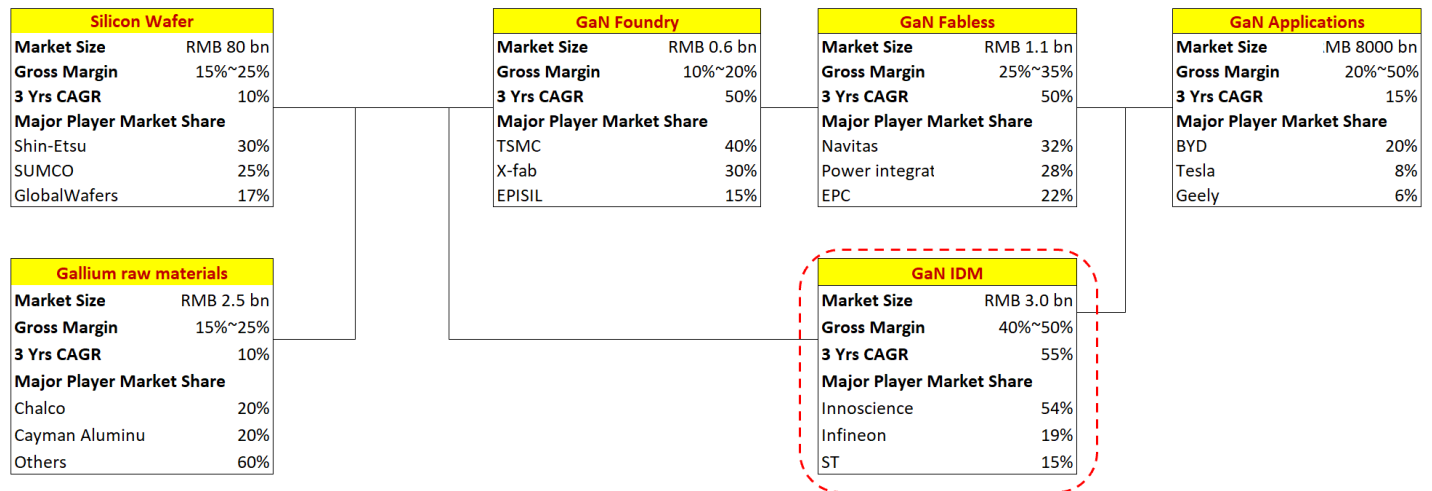 Silicon Wafer
Market Size RMB 80 bn
Gross Margin 15%~25%
3 Yrs CAGR 10%
Major Player Market Share
Shin-Etsu 30%
SUMCO 25%
GlobalWafers 17%
GaN Foundry
Market Size RMB 0.6 bn
Gross Margin 10%~20%
3 Yrs CAGR 50%
Major Player Market Share
TSMC 40%
X-fab 30%
EPISIL 15%
GaN Fabless
Market Size RMB 1.1 bn
Gross Margin 25%~35%
3 Yrs CAGR 50%
Major Player Market Share
Navitas 32%
Power integrat 28%
EPC 22%
GaN Applications
Market Size MB 8000 bn
Gross Margin 20%~50%
3 Yrs CAGR 15%
Major Player Market Share
BYD 20%
Tesla 8%
Geely 6%
Gallium raw materials
Market Size RMB 2.5 bn
Gross Margin 15%~25%
3 Yrs CAGR 10%
Major Player Market Share
Chalco 20%
Cayman Aluminu 20%
Others 60%
GaN IDM
Market Size RMB 3.0 bn
Gross Margin 40%~50%
3 Yrs CAGR 55%
Major Player Market Share
Innoscience 54%
Infineon 19%
ST 15%